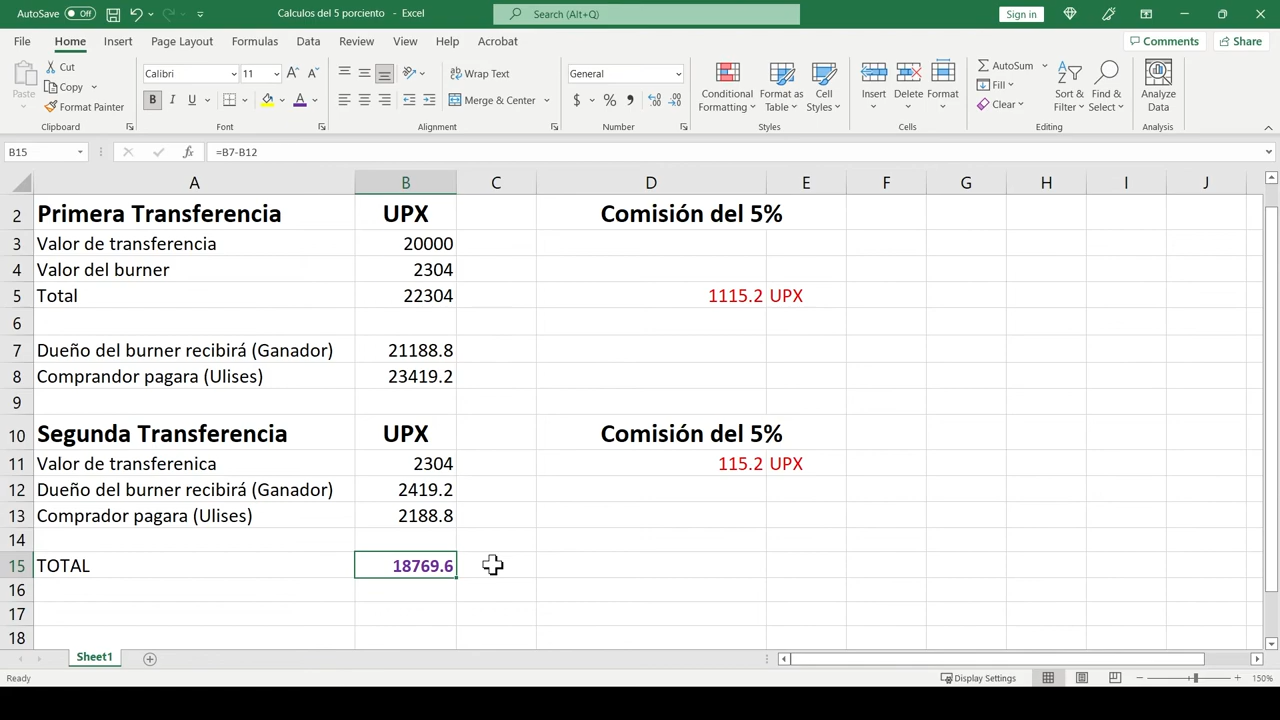 AutoSave Off Calculos del 5 porciento - Excel Search (Alt+Q) Sign in
File Home Insert Page Layout Formulas Data Review View Help Acrobat Comments Share
Paste Cut Copy Format Painter Clipboard
Calibri 11 A A B I U A Font
ab Wrap Text Merge & Center Alignment
General $ % , Number
Conditional Formatting Format as Table Cell Styles Styles
Insert Delete Format Cells
AutoSum Fill Clear Sort & Filter Find & Select Editing
Analyze Data Analysis
B15 fx =B7-B12
A B C D E F G H I J
2 Primera Transferencia UPX Comisión del 5%
3 Valor de transferencia 20000
4 Valor del burner 2304
5 Total 22304 1115.2 UPX
6
7 Dueño del burner recibirá (Ganador) 21188.8
8 Comprandor pagara (Ulises) 23419.2
9
10 Segunda Transferencia UPX Comisión del 5%
11 Valor de transferenica 2304 115.2 UPX
12 Dueño del burner recibirá (Ganador) 2419.2
13 Comprador pagara (Ulises) 2188.8
14
15 TOTAL 18769.6
16
17
18
Sheet1
Ready Display Settings 150%